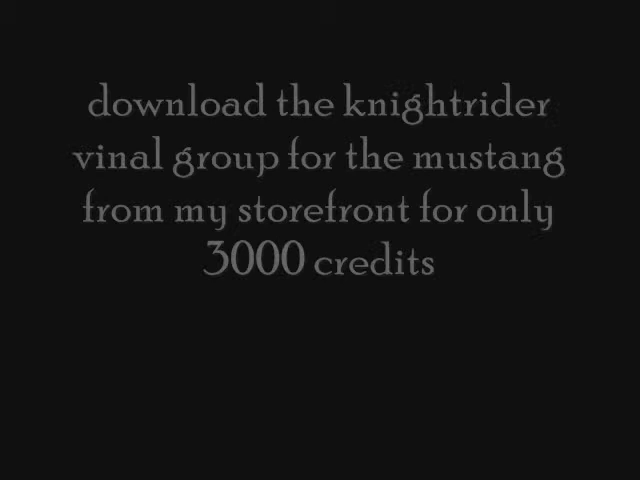 download the knightrider
vinal group for the mustang
from my storefront for only
3000 credits